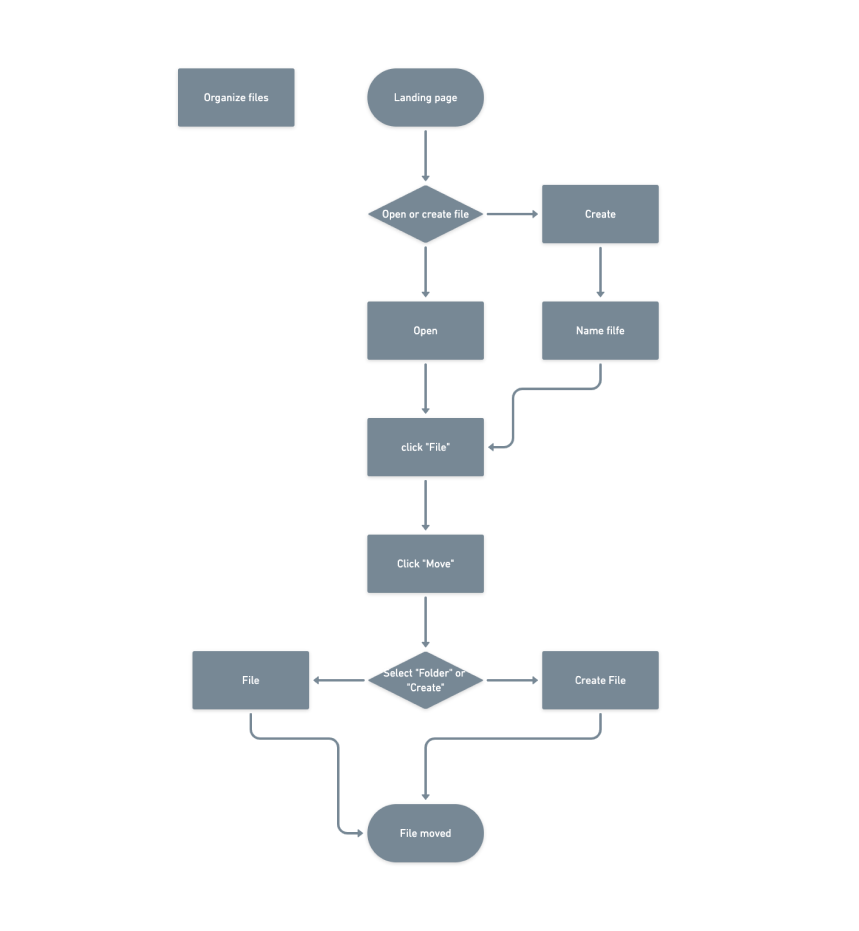 Organize files
Landing page
Open or create file
Create
Open
Name filfe
click "File"
Click "Move"
File
Select "Folder" or
"Create"
Create File
File moved